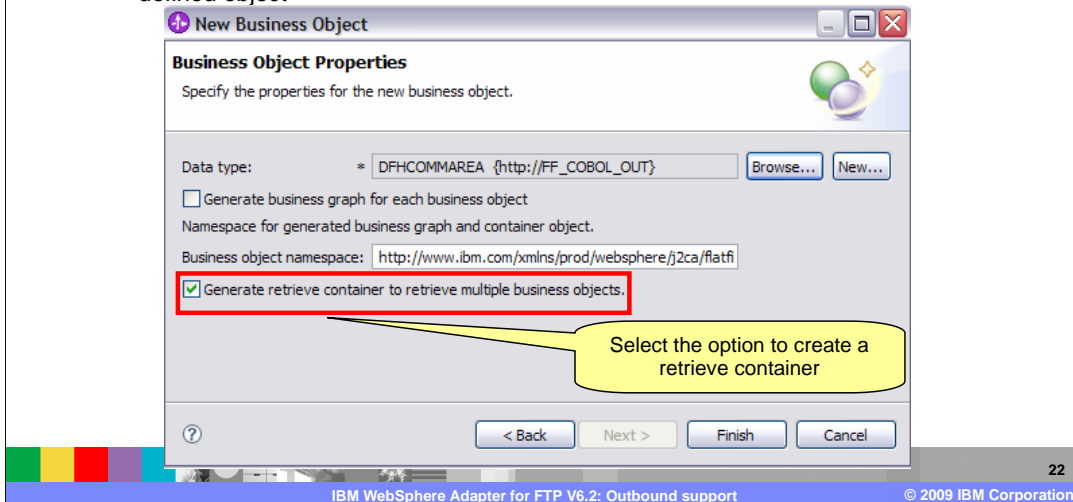 defined object
New Business Object
Business Object Properties
Specify the properties for the new business object.
Data type: * DFHCOMMAREA {http://FF_COBOL_OUT} Browse... New...
Generate business graph for each business object
Namespace for generated business graph and container object.
Business object namespace: http://www.ibm.com/xmlns/prod/websphere/j2ca/flatfi
Generate retrieve container to retrieve multiple business objects.
Select the option to create a
retrieve container
< Back Next > Finish Cancel
22
IBM WebSphere Adapter for FTP V6.2: Outbound support © 2009 IBM Corporation